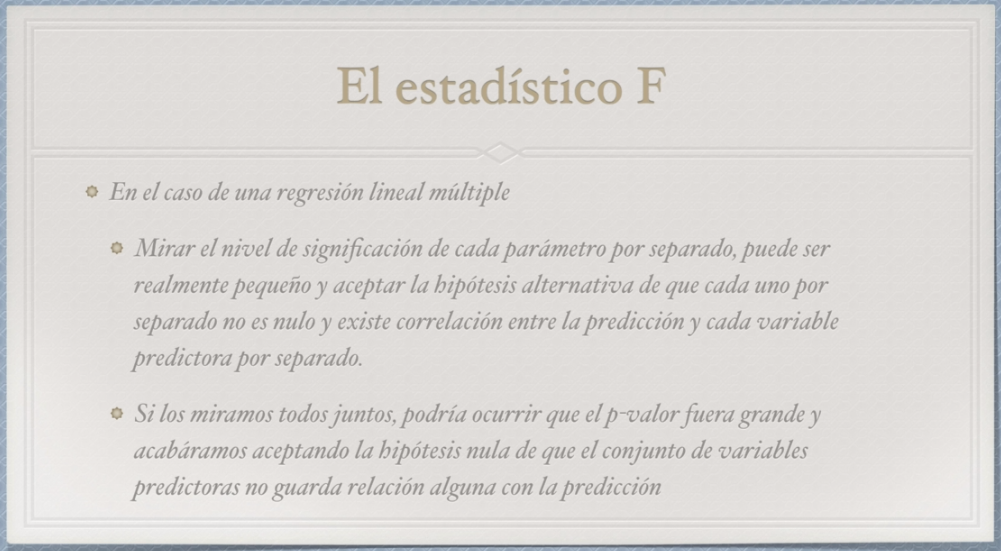 El estadístico F
En el caso de una regresión lineal múltiple
Mirar el nivel de significación de cada parámetro por separado, puede ser
realmente pequeño y aceptar la hipótesis alternativa de que cada uno por
separado no es nulo y existe correlación entre la predicción y cada variable
predictora por separado.
Si los miramos todos juntos, podría ocurrir que el p-valor fuera grande y
acabáramos aceptando la hipótesis nula de que el conjunto de variables
predictoras no guarda relación alguna con la predicción